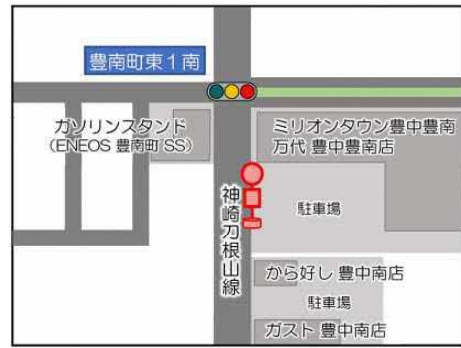 豊南町東1南
ガソリンスタンド
(ENEOS 豊南町 SS)
ミリオンタウン豊中豊南
万代 豊中豊南店
神崎刀根山線
駐車場
から好し 豊中南店
駐車場
ガスト 豊中南店